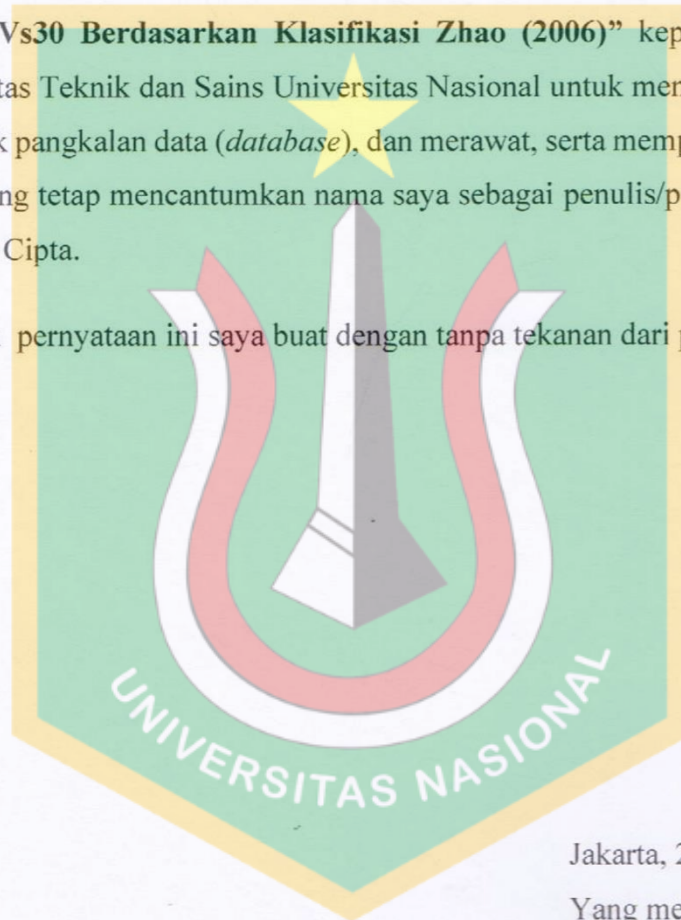 Vs30 Berdasarkan Klasifikasi Zhao (2006)” kep
tas Teknik dan Sains Universitas Nasional untuk men
k pangkalan data (database), dan merawat, serta memp
ng tetap mencantumkan nama saya sebagai penulis/p
Cipta.
pernyataan ini saya buat dengan tanpa tekanan dari p
UNIVERSITAS NASIONAL
Jakarta, 2
Yang me